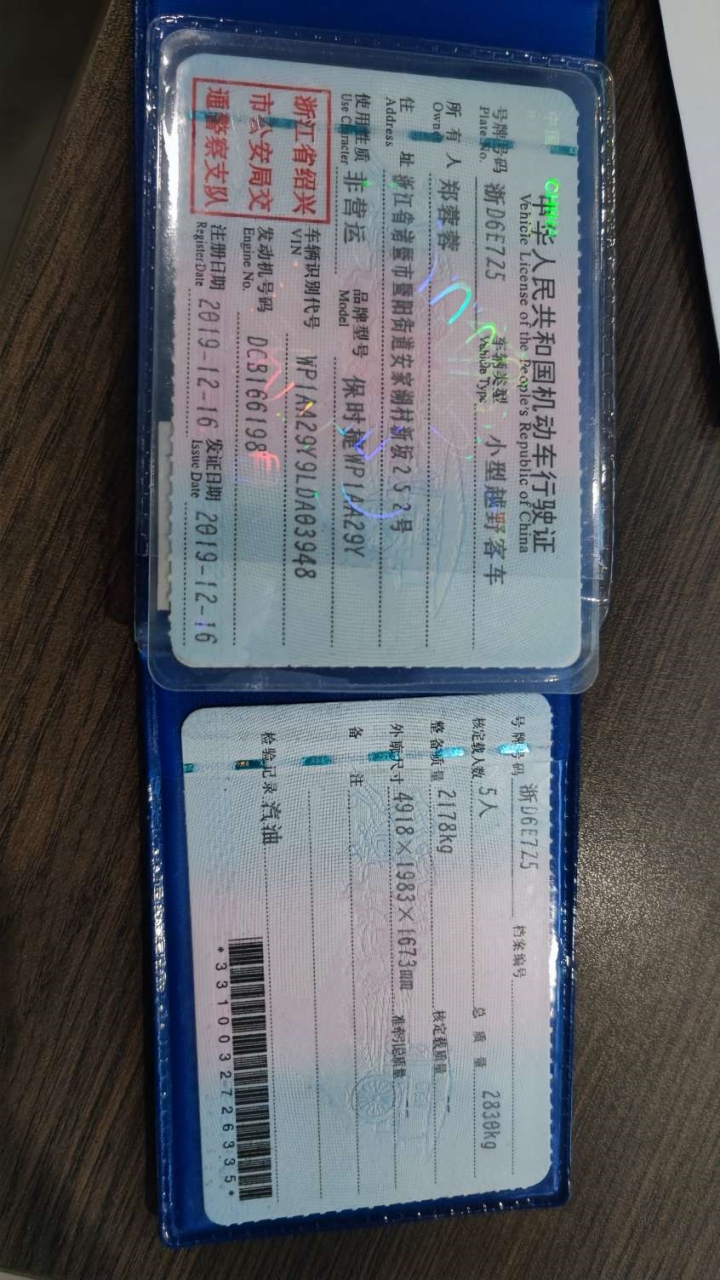 中华人民共和国机动车行驶证
Vehicle License of the People's Republic of China
号牌号码 浙D6E7Z5 车辆类型 小型越野客车
Plate No. Vehicle Type
所有人 郑蓉蓉
Owner
住址 浙江省诸暨市暨阳街道安家湖村新坂252号
Address
使用性质 非营运 品牌型号 保时捷WP1AA29Y
Use Character Model
浙江省绍兴
市公安局交
通警察支队
车辆识别代号 WP1AA29Y9LDA03948
VIN
发动机号码 DCB166198
Engine No.
注册日期 2019-12-16 发证日期 2019-12-16
Register Date Issue Date
号牌号码 浙D6E7Z5 档案编号
核定载人数 5人 总质量 2830kg
整备质量 2178kg 核定载质量 --
外廓尺寸 4918×1983×1673mm 准牵引总质量 --
备注
检验记录 汽油
*3310032726335*